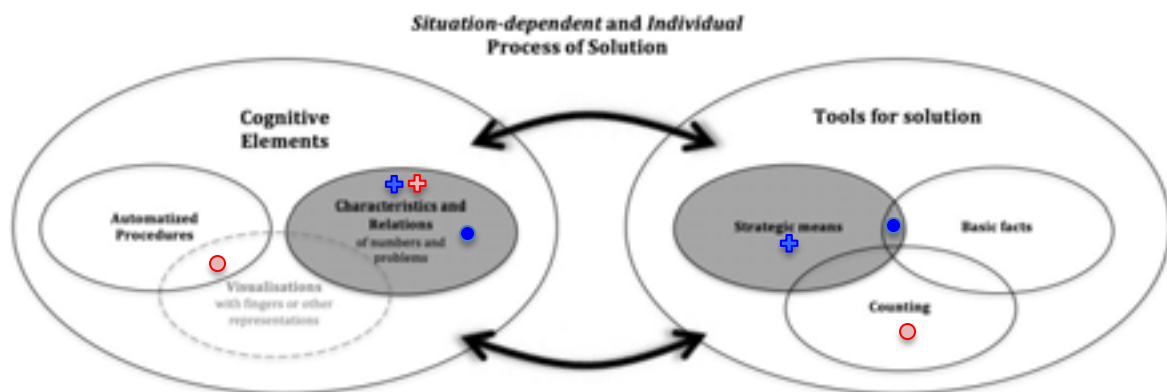 Situation-dependent and Individual
Process of Solution
Cognitive
Elements
Automatized
Procedures
Characteristics and
Relations
of numbers and
problems
Visualisations
with fingers or other
representations
Tools for solution
Strategic means
Basic facts
Counting